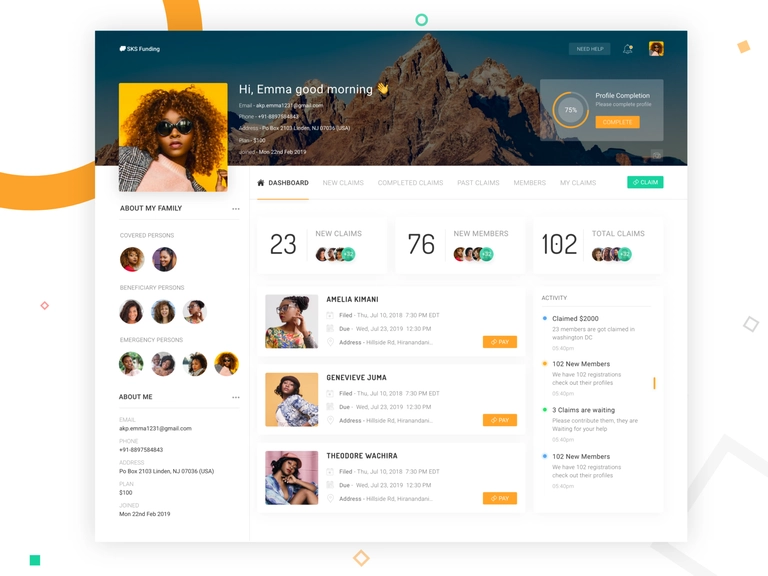 SKS Funding
NEED HELP
Hi, Emma good morning 👋
Email - akp.emma1231@gmail.com
Phone - +91-8897584843
Address - Po Box 2103 Linden, NJ 07036 (USA)
Plan - $100
Joined - Mon 22nd Feb 2019
75%
Profile Completion
Please complete profile
COMPLETE
DASHBOARD
NEW CLAIMS
COMPLETED CLAIMS
PAST CLAIMS
MEMBERS
MY CLAIMS
CLAIM
ABOUT MY FAMILY
COVERED PERSONS
BENEFICIARY PERSONS
EMERGENCY PERSONS
ABOUT ME
EMAIL
akp.emma1231@gmail.com
PHONE
+91-8897584843
ADDRESS
Po Box 2103 Linden, NJ 07036 (USA)
PLAN
$100
JOINED
Mon 22nd Feb 2019
23
NEW CLAIMS
+32
76
NEW MEMBERS
+32
102
TOTAL CLAIMS
+32
AMELIA KIMANI
Filed - Thu, Jul 10, 2018 7:30 PM EDT
Due - Wed, Jul 23, 2019 12:30 PM
Address - Hillside Rd, Hiranandani..
PAY
GENEVIEVE JUMA
Filed - Thu, Jul 10, 2018 7:30 PM EDT
Due - Wed, Jul 23, 2019 12:30 PM
Address - Hillside Rd, Hiranandani..
PAY
THEODORE WACHIRA
Filed - Thu, Jul 10, 2018 7:30 PM EDT
Due - Wed, Jul 23, 2019 12:30 PM
Address - Hillside Rd, Hiranandani..
PAY
ACTIVITY
Claimed $2000
23 members are got claimed in
washington DC
05:40pm
102 New Members
We have 102 registrations
check out their profiles
05:40pm
3 Claims are waiting
Please contribute them, they are
Waiting for your help
05:40pm
102 New Members
We have 102 registrations
check out their profiles
05:40pm